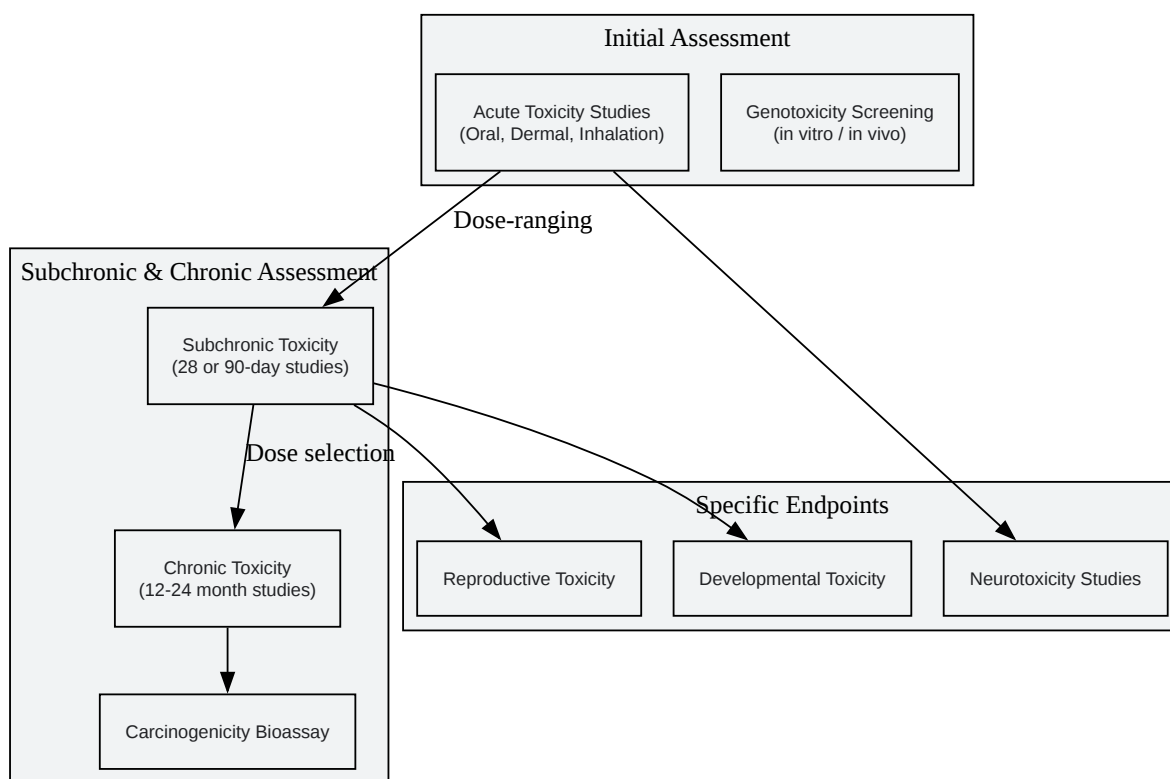 Initial Assessment
Acute Toxicity Studies
(Oral, Dermal, Inhalation)
Genotoxicity Screening
(in vitro / in vivo)
Dose-ranging
Subchronic & Chronic Assessment
Subchronic Toxicity
(28 or 90-day studies)
Dose selection
Specific Endpoints
Chronic Toxicity
(12-24 month studies)
Reproductive Toxicity
Developmental Toxicity
Neurotoxicity Studies
Carcinogenicity Bioassay